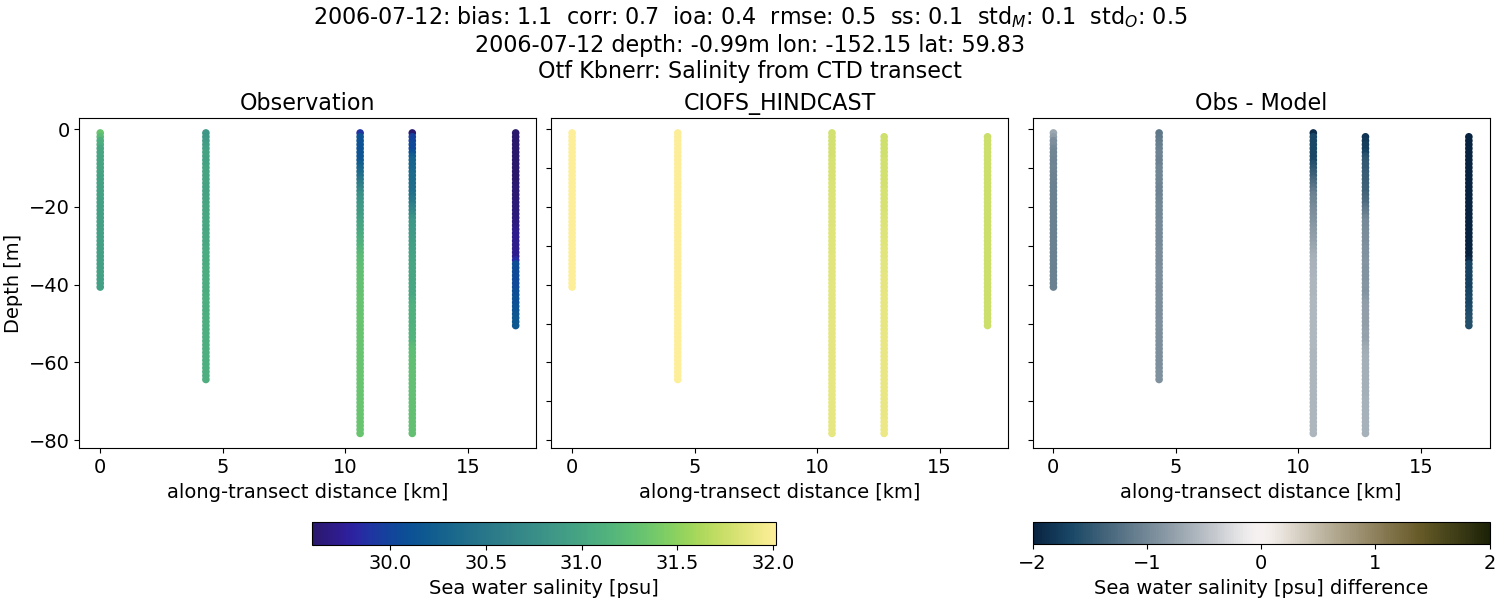 2006-07-12: bias: 1.1  corr: 0.7  ioa: 0.4  rmse: 0.5  ss: 0.1  std_M: 0.1  std_O: 0.5
2006-07-12 depth: -0.99m lon: -152.15 lat: 59.83
Otf Kbnerr: Salinity from CTD transect
Observation
CIOFS_HINDCAST
Obs - Model
Depth [m]
0
−20
−40
−60
−80
0 5 10 15
0 5 10 15
0 5 10 15
along-transect distance [km]
along-transect distance [km]
along-transect distance [km]
30.0 30.5 31.0 31.5 32.0
Sea water salinity [psu]
−2 −1 0 1 2
Sea water salinity [psu] difference